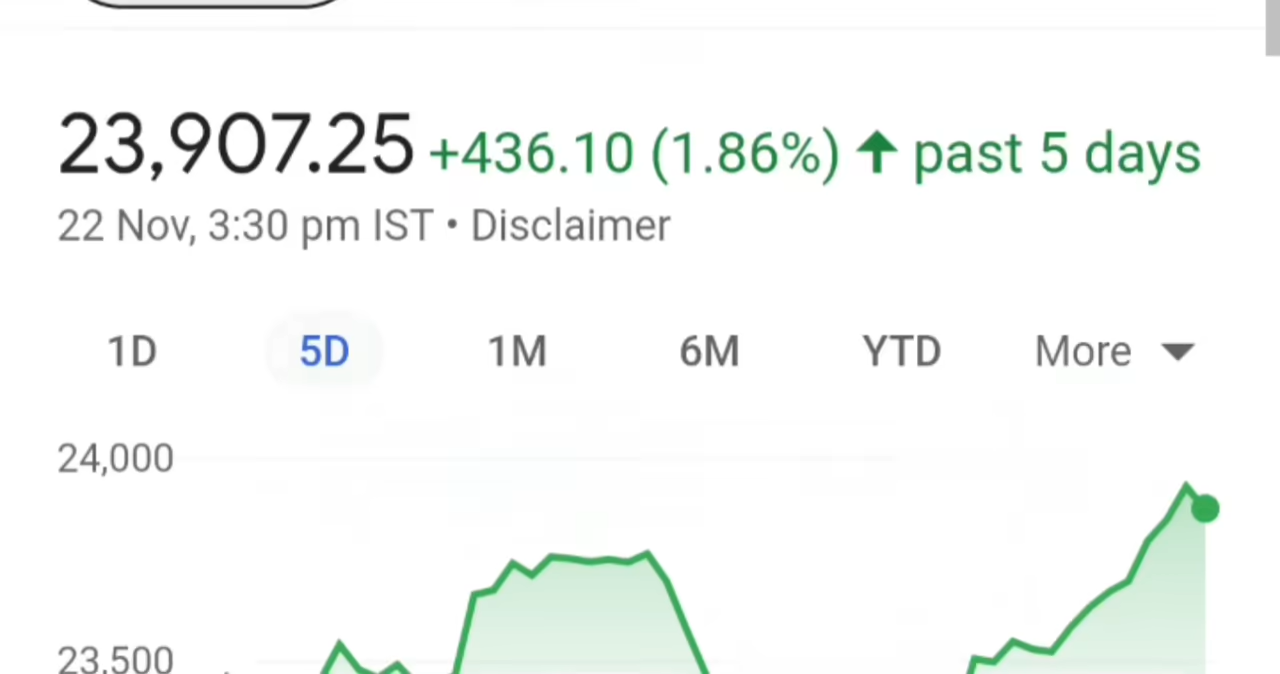 23,907.25 +436.10 (1.86%) ↑ past 5 days
22 Nov, 3:30 pm IST • Disclaimer
1D 5D 1M 6M YTD More
24,000
23,500